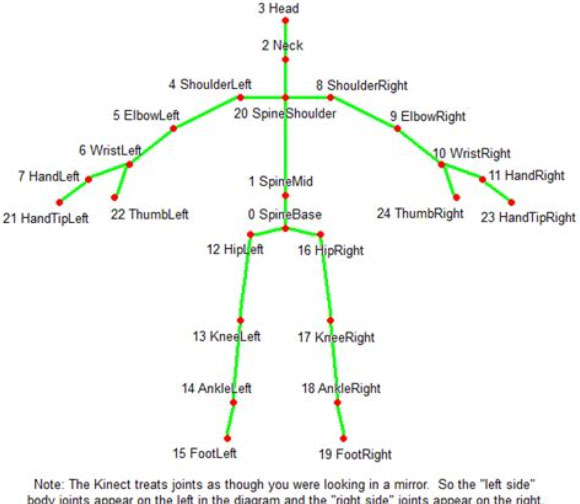 3 Head
2 Neck
4 ShoulderLeft
8 ShoulderRight
20 SpineShoulder
5 ElbowLeft
9 ElbowRight
6 WristLeft
10 WristRight
7 HandLeft
11 HandRight
1 SpineMid
21 HandTipLeft
22 ThumbLeft
0 SpineBase
24 ThumbRight
23 HandTipRight
12 HipLeft
16 HipRight
13 KneeLeft
17 KneeRight
14 AnkleLeft
18 AnkleRight
15 FootLeft
19 FootRight
Note: The Kinect treats joints as though you were looking in a mirror. So the "left side"
body joints appear on the left in the diagram and the "right side" joints appear on the right.